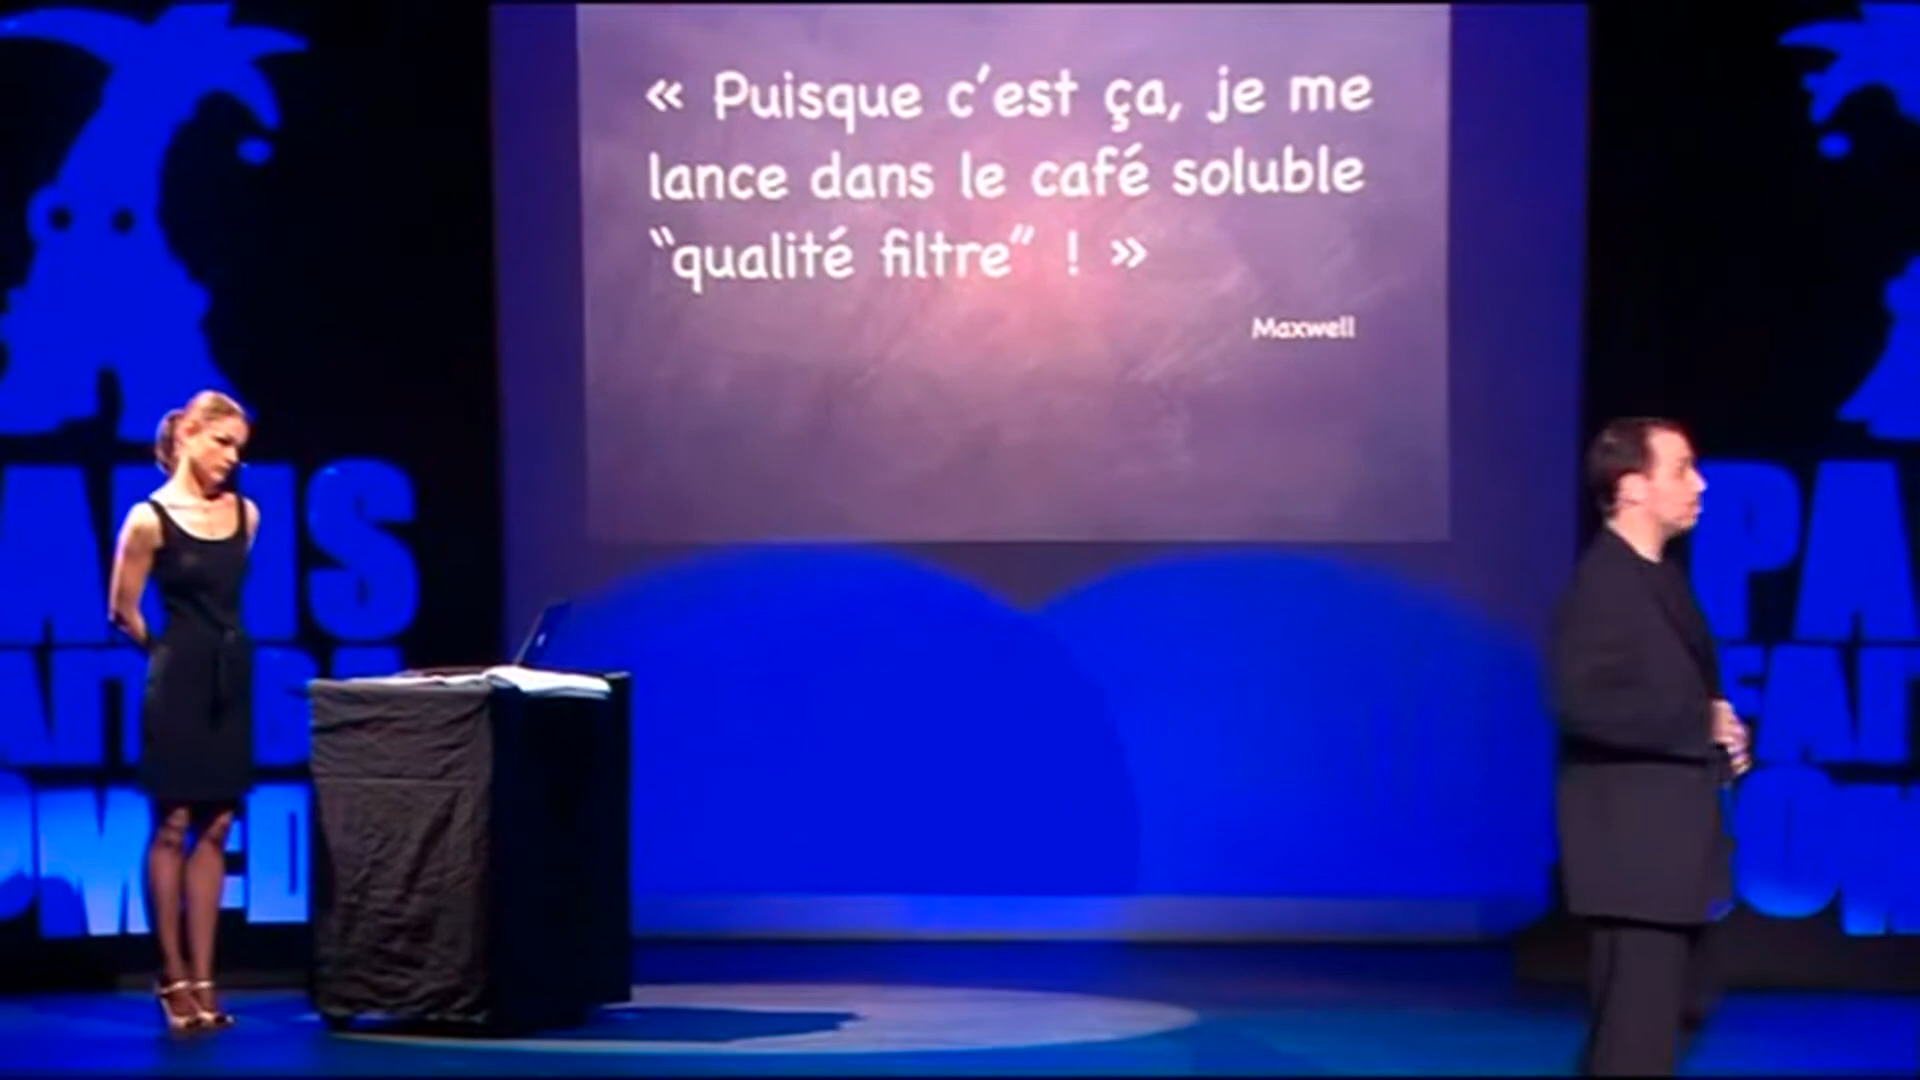 « Puisque c’est ça, je me
lance dans le café soluble
“qualité filtre” ! »
Maxwell